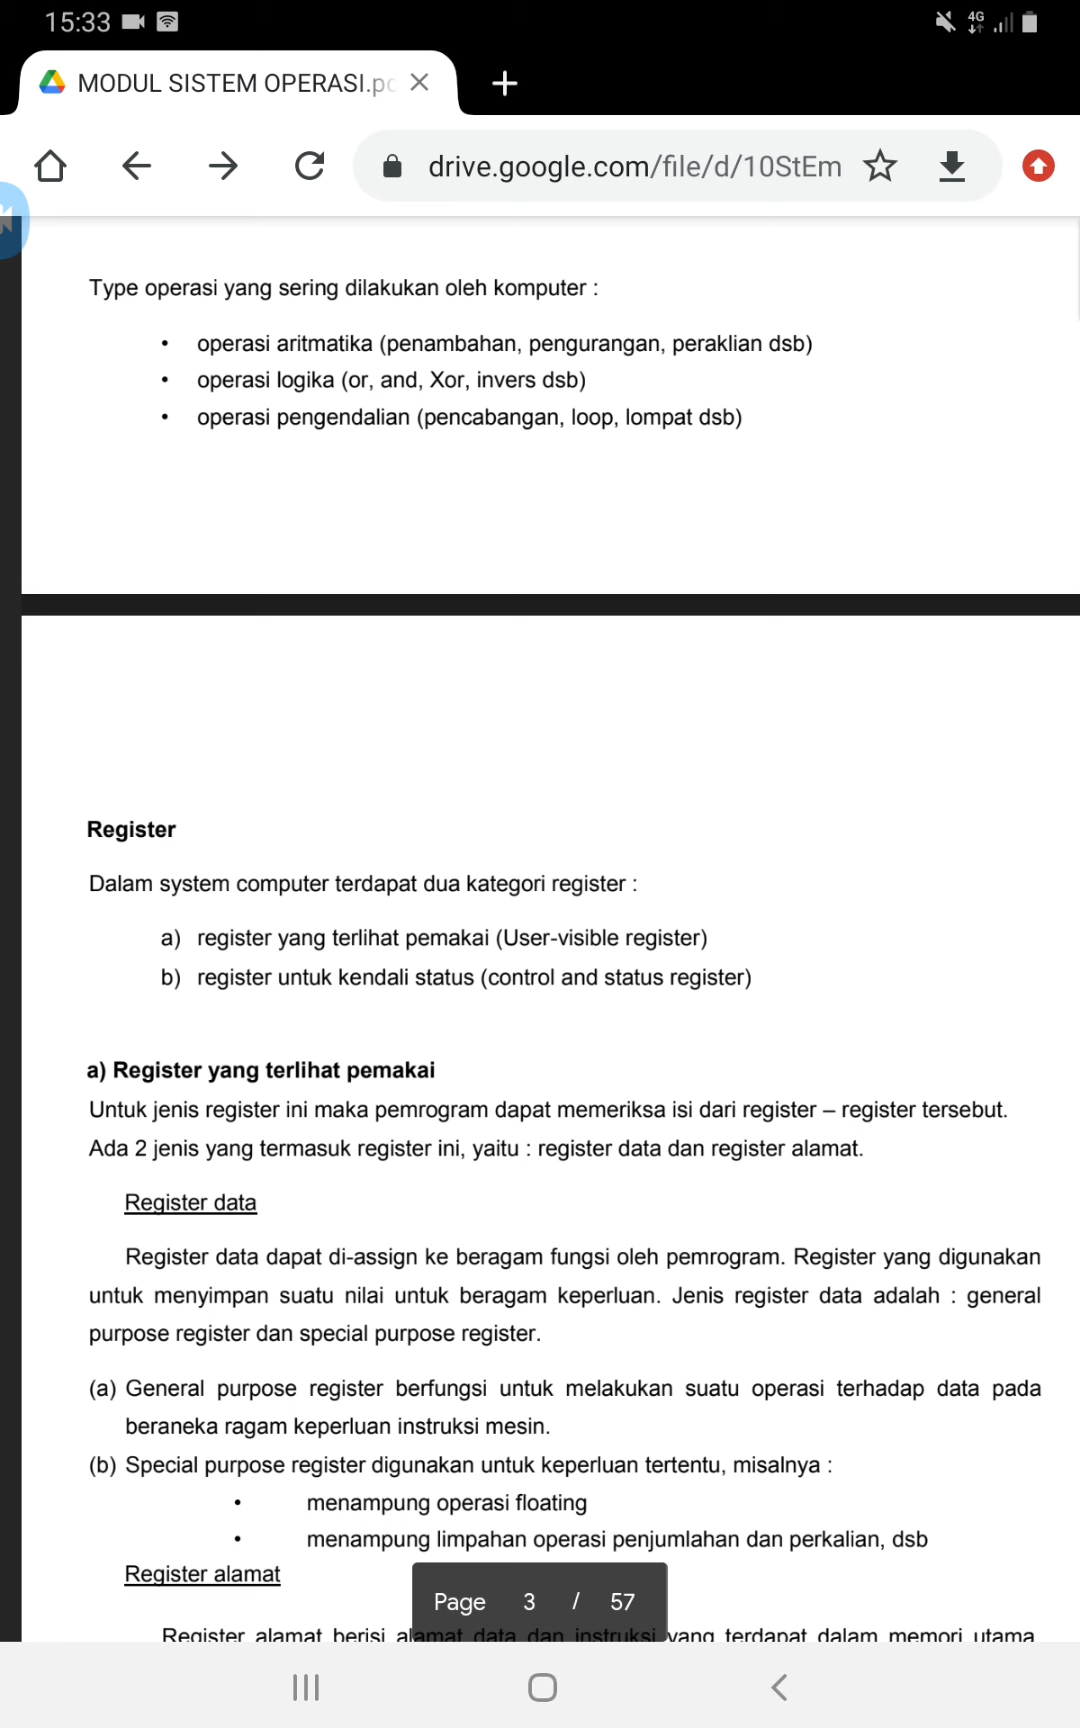 15:33
4G
MODUL SISTEM OPERASI.pc
drive.google.com/file/d/10StEm
Type operasi yang sering dilakukan oleh komputer :
• operasi aritmatika (penambahan, pengurangan, peraklian dsb)
• operasi logika (or, and, Xor, invers dsb)
• operasi pengendalian (pencabangan, loop, lompat dsb)
Register
Dalam system computer terdapat dua kategori register :
a) register yang terlihat pemakai (User-visible register)
b) register untuk kendali status (control and status register)
a) Register yang terlihat pemakai
Untuk jenis register ini maka pemrogram dapat memeriksa isi dari register – register tersebut.
Ada 2 jenis yang termasuk register ini, yaitu : register data dan register alamat.
Register data
Register data dapat di-assign ke beragam fungsi oleh pemrogram. Register yang digunakan
untuk menyimpan suatu nilai untuk beragam keperluan. Jenis register data adalah : general
purpose register dan special purpose register.
(a) General purpose register berfungsi untuk melakukan suatu operasi terhadap data pada
beraneka ragam keperluan instruksi mesin.
(b) Special purpose register digunakan untuk keperluan tertentu, misalnya :
• menampung operasi floating
• menampung limpahan operasi penjumlahan dan perkalian, dsb
Register alamat
Page 3 / 57
Register alamat berisi alamat data dan instruksi yang terdapat dalam memori utama